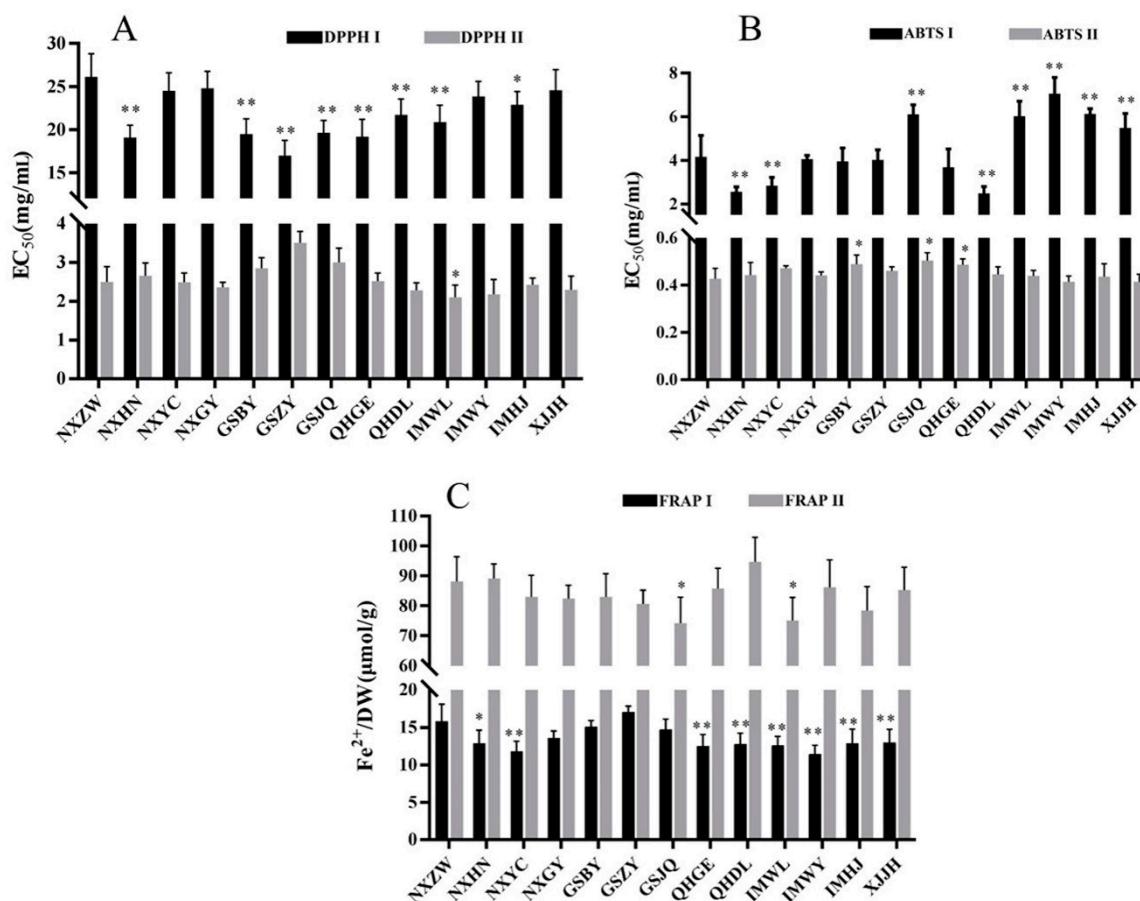 A
DPPH I DPPH II
EC50(mg/mL)
30
25
20
15
4
3
2
1
0
** ** ** ** ** ** ** * *
NXZW NXHN NXYC NXGY GSBY GSZY GSJQ QHGE QHDL IMWL IMWY IMHJ XJJH
B
ABTS I ABTS II
EC50(mg/mL)
8
6
4
2
0.6
0.4
0.2
0.0
** ** ** ** ** ** ** ** * * *
NXZW NXHN NXYC NXGY GSBY GSZY GSJQ QHGE QHDL IMWL IMWY IMHJ XJJH
C
FRAP I FRAP II
Fe2+/DW(μmol/g)
110
100
90
80
70
60
20
15
10
5
0
* *
* ** ** ** ** ** ** **
NXZW NXHN NXYC NXGY GSBY GSZY GSJQ QHGE QHDL IMWL IMWY IMHJ XJJH